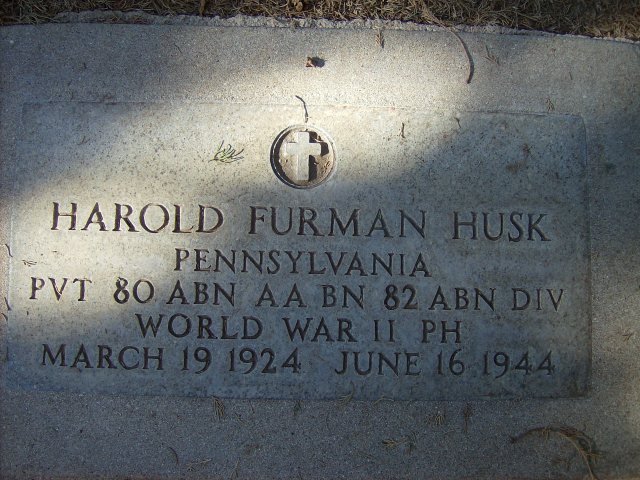 HAROLD FURMAN HUSK
PENNSYLVANIA
PVT 80 ABN AA BN 82 ABN DIV
WORLD WAR II PH
MARCH 19 1924 JUNE 16 1944